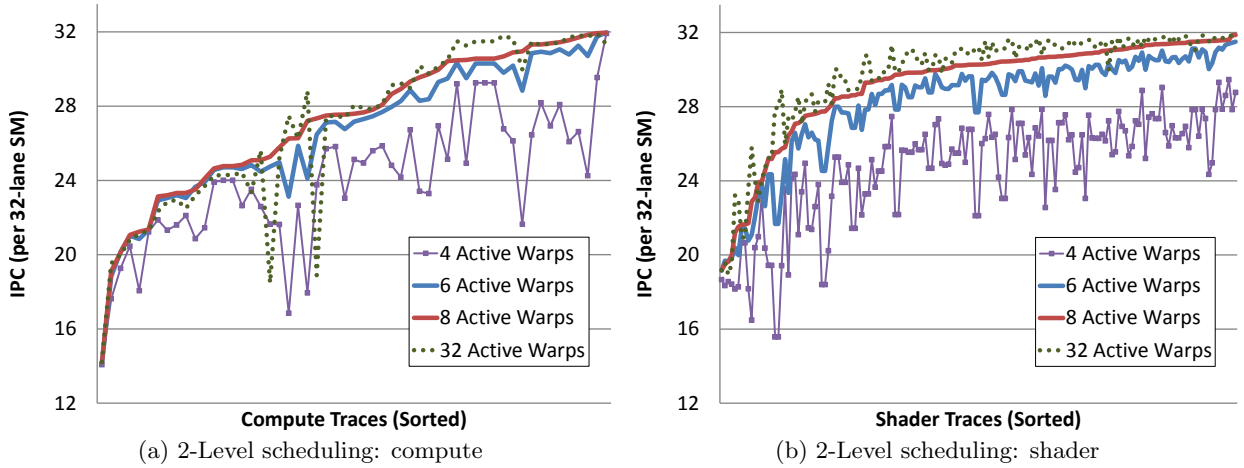 IPC (per 32-lane SM)
32
28
24
20
16
12
4 Active Warps
6 Active Warps
8 Active Warps
32 Active Warps
Compute Traces (Sorted)
(a) 2-Level scheduling: compute
IPC (per 32-lane SM)
32
28
24
20
16
12
4 Active Warps
6 Active Warps
8 Active Warps
32 Active Warps
Shader Traces (Sorted)
(b) 2-Level scheduling: shader